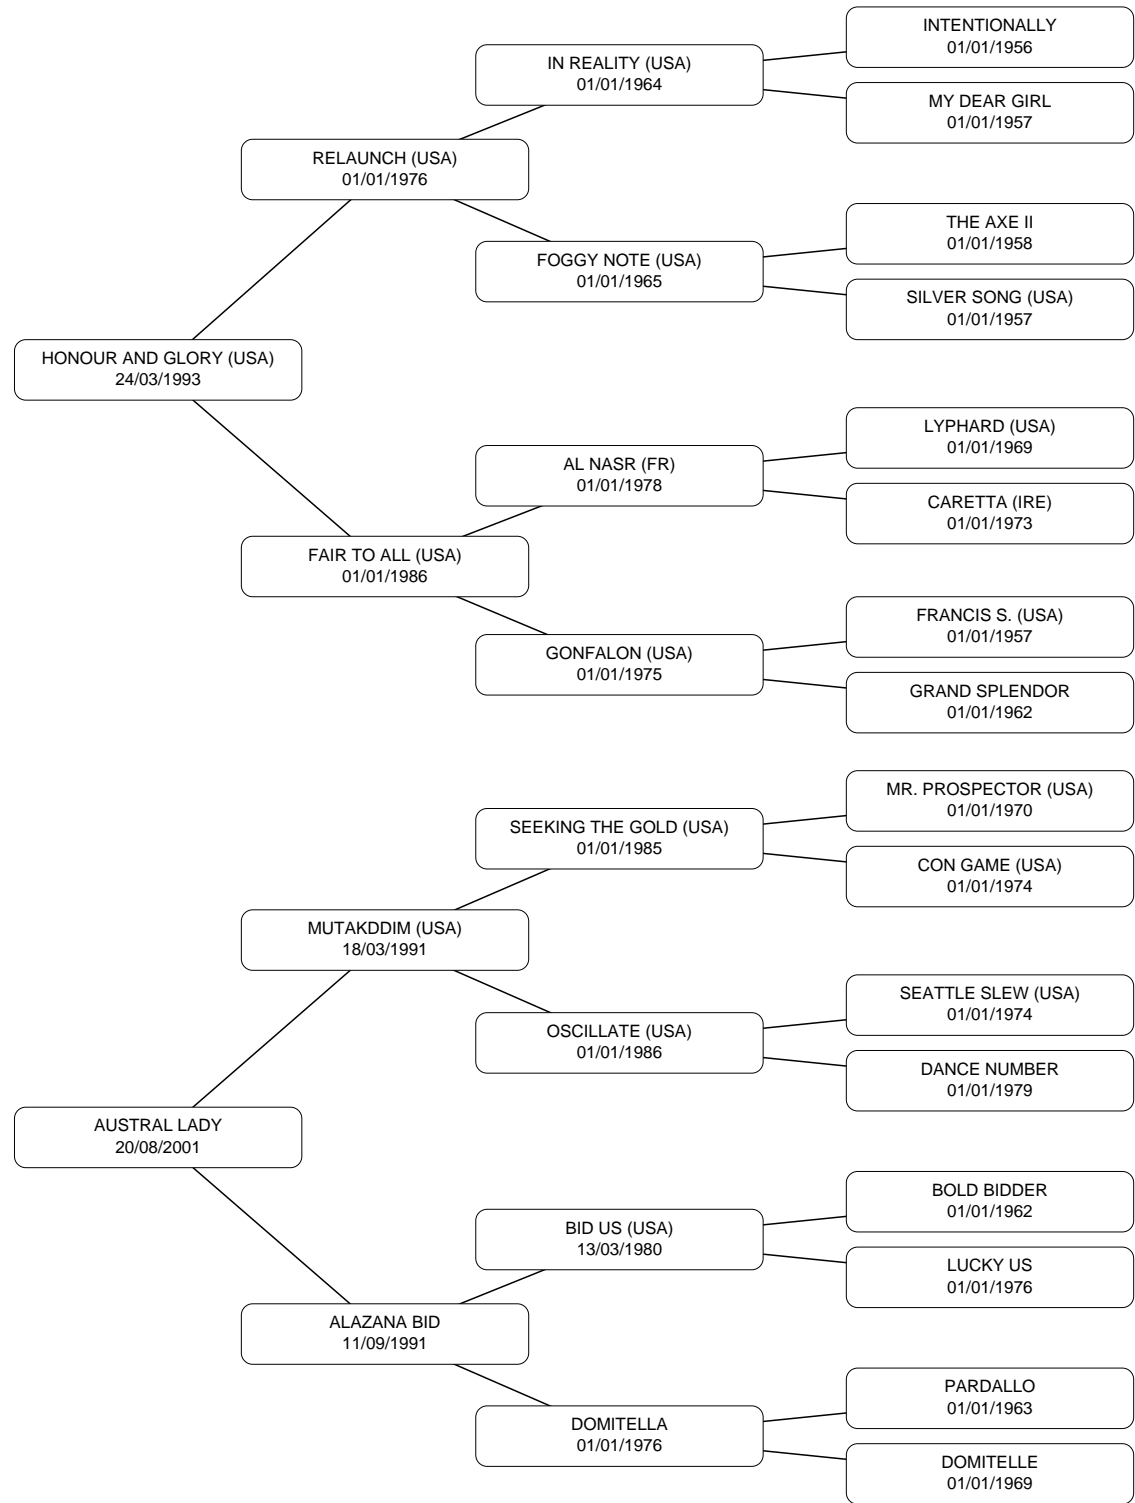 INTENTIONALLY
01/01/1956
IN REALITY (USA)
01/01/1964
MY DEAR GIRL
01/01/1957
RELAUNCH (USA)
01/01/1976
THE AXE II
01/01/1958
FOGGY NOTE (USA)
01/01/1965
SILVER SONG (USA)
01/01/1957
HONOUR AND GLORY (USA)
24/03/1993
LYPHARD (USA)
01/01/1969
AL NASR (FR)
01/01/1978
CARETTA (IRE)
01/01/1973
FAIR TO ALL (USA)
01/01/1986
FRANCIS S. (USA)
01/01/1957
GONFALON (USA)
01/01/1975
GRAND SPLENDOR
01/01/1962
MR. PROSPECTOR (USA)
01/01/1970
SEEKING THE GOLD (USA)
01/01/1985
CON GAME (USA)
01/01/1974
MUTAKDDIM (USA)
18/03/1991
SEATTLE SLEW (USA)
01/01/1974
OSCILLATE (USA)
01/01/1986
DANCE NUMBER
01/01/1979
AUSTRAL LADY
20/08/2001
BOLD BIDDER
01/01/1962
BID US (USA)
13/03/1980
LUCKY US
01/01/1976
ALAZANA BID
11/09/1991
PARDALLO
01/01/1963
DOMITELLA
01/01/1976
DOMITELLE
01/01/1969